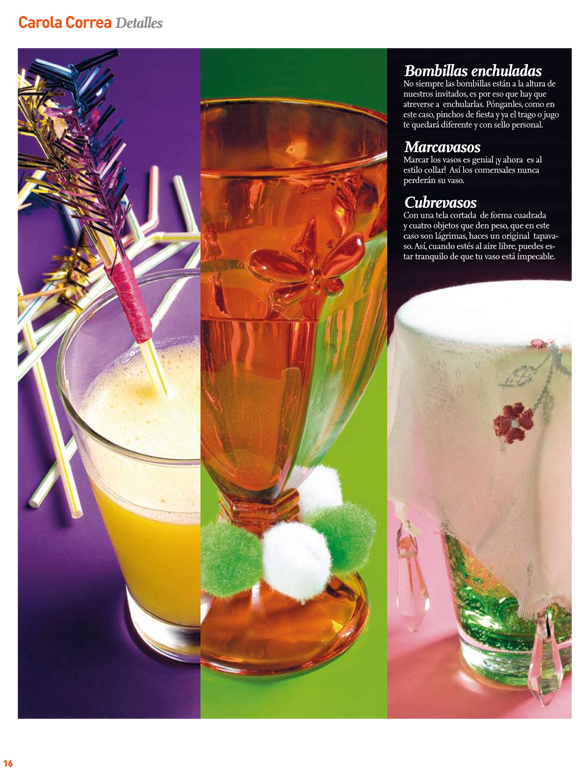 Carola Correa Detalles
Bombillas enchuladas
No siempre las bombillas están a la altura de
nuestros invitados, es por eso que hay que
atreverse a enchularlas. Pónganles, como en
este caso, pinchos de fiesta y ya el trago o jugo
te quedará diferente y con sello personal.
Marcavasos
Marcar los vasos es genial ¡y ahora es al
estilo collar! Así los comensales nunca
perderán su vaso.
Cubrevasos
Con una tela cortada de forma cuadrada
y cuatro objetos que den peso, que en este
caso son lágrimas, haces un original tapava-
so. Así, cuando estés al aire libre, puedes es-
tar tranquilo de que tu vaso está impecable.
16